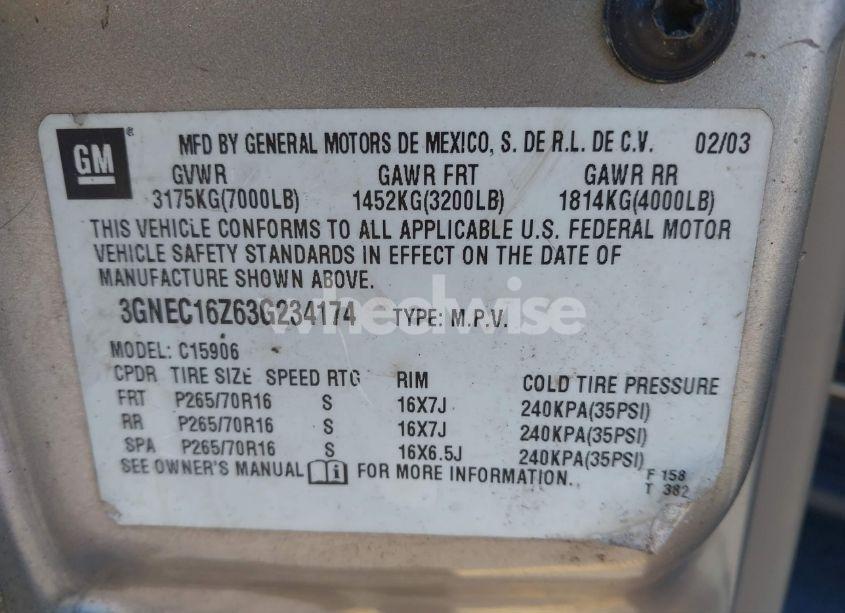 GM ® MFD BY GENERAL MOTORS DE MEXICO, S. DE R.L. DE C.V. 02/03
GVWR GAWR FRT GAWR RR
3175KG(7000LB) 1452KG(3200LB) 1814KG(4000LB)
THIS VEHICLE CONFORMS TO ALL APPLICABLE U.S. FEDERAL MOTOR
VEHICLE SAFETY STANDARDS IN EFFECT ON THE DATE OF
MANUFACTURE SHOWN ABOVE.
3GNEC16Z63G234174 TYPE: M.P.V.
wheelwise
MODEL: C15906
CPDR TIRE SIZE SPEED RTG RIM COLD TIRE PRESSURE
FRT P265/70R16 S 16X7J 240KPA(35PSI)
RR P265/70R16 S 16X7J 240KPA(35PSI)
SPA P265/70R16 S 16X6.5J 240KPA(35PSI)
SEE OWNER'S MANUAL FOR MORE INFORMATION.
F 158
T 382